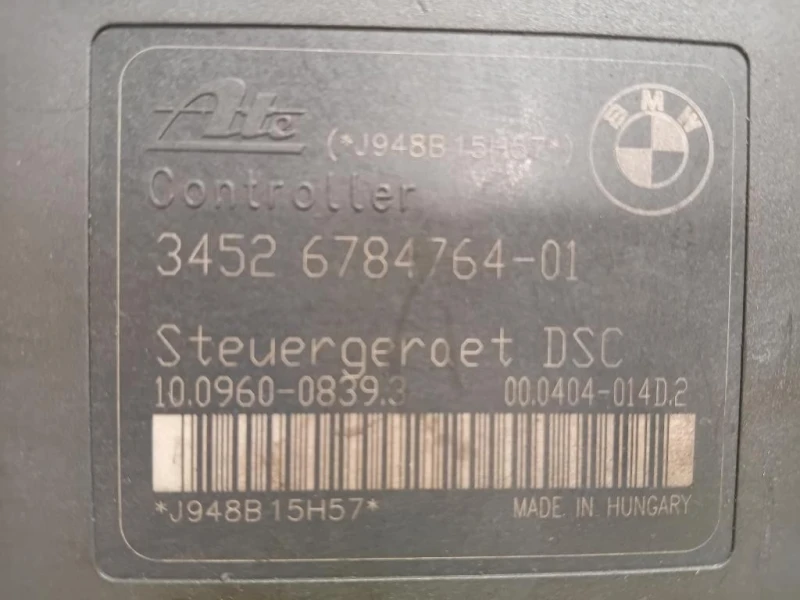 Ate
BMW
(*J948B15H57*)
Controller
3452 6784764-01
Steuergeraet DSC
10.0960-0839.3
00.0404-014D.2
*J948B15H57*
MADE IN HUNGARY